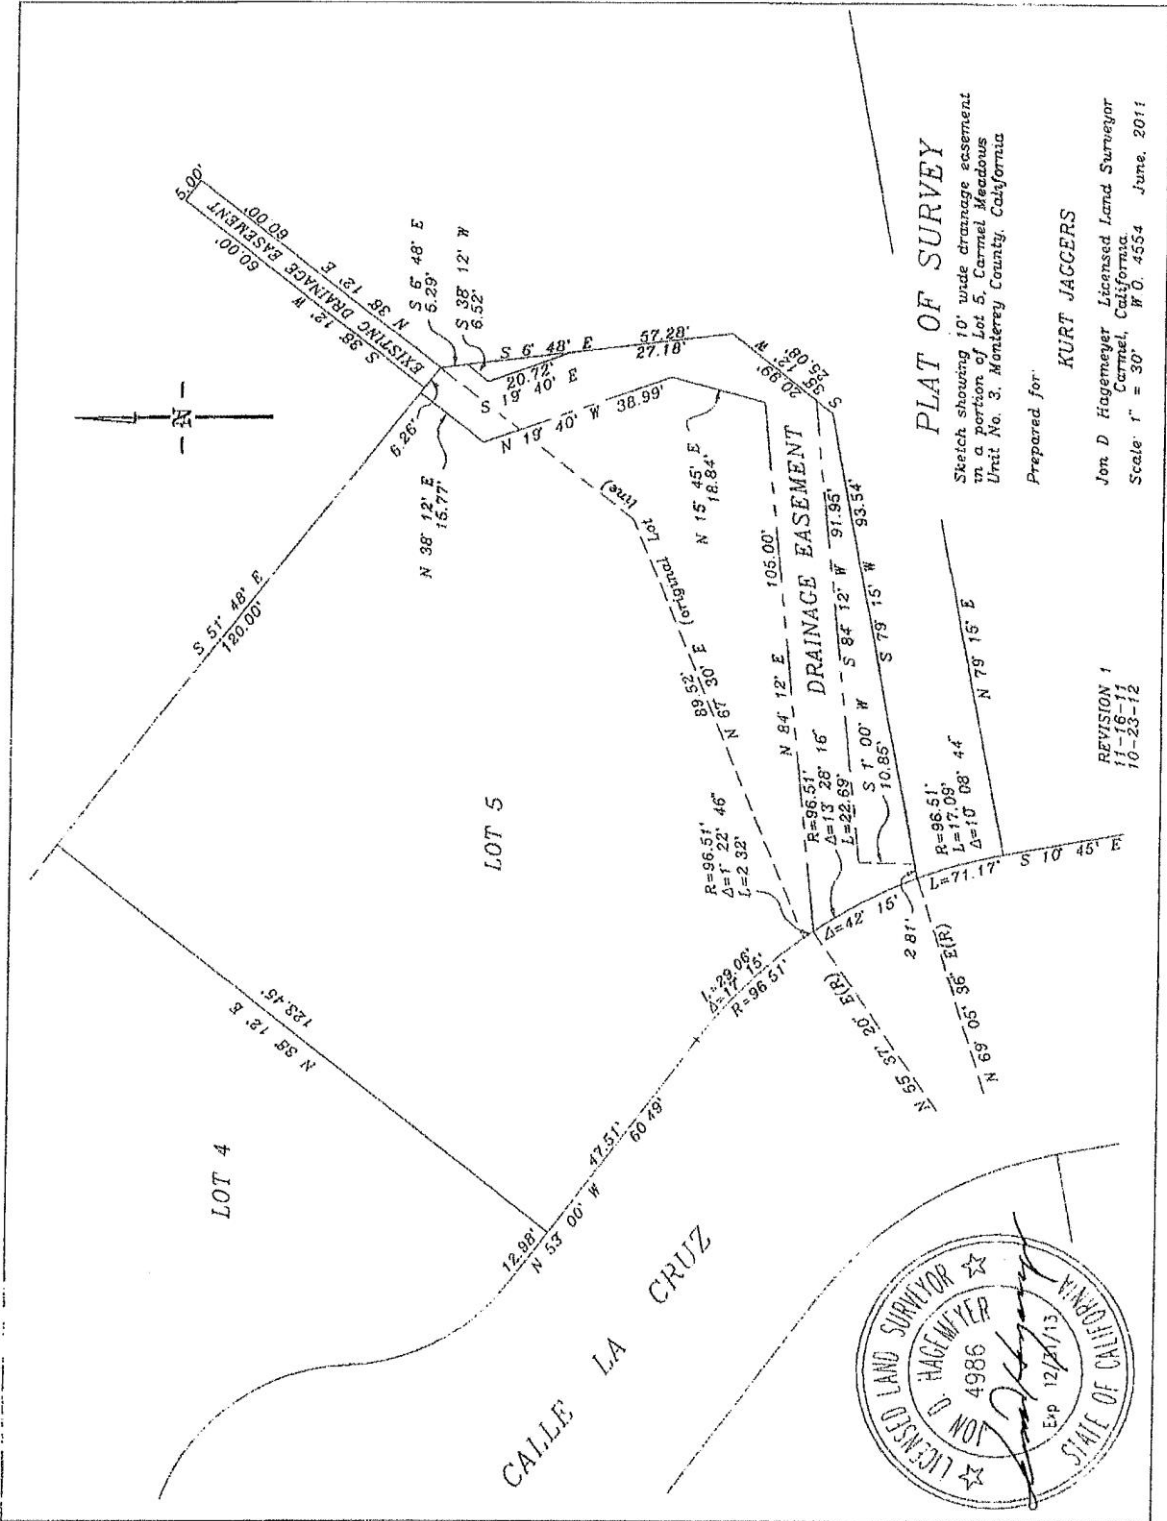 5.00'
60.00'
S 38° 12' W
EXISTING DRAINAGE EASEMENT
N 38° 12' E
60.00'
N
S 6° 48' E
5.29'
S 38° 12' W
6.52'
6.26'
S 51° 48' E
120.00'
S 6° 48' E
57.28'
27.18'
20.72'
S 19° 40' E
N 19° 40' W 38.99'
N 38° 12' E
15.77'
20.99'
S 38° 12' W
25.08'
N 15° 45' E
18.84'
89.52'
N 67° 30' E (original Lot line)
N 84° 12' E 105.00'
DRAINAGE EASEMENT
S 84° 12' W 91.95'
S 79° 15' W 93.54'
S 1° 00' W
10.85'
N 79° 15' E
LOT 5
R=96.51'
Δ=1° 22' 46"
L=2.32'
R=96.51'
Δ=13° 28' 16"
L=22.69'
R=96.51'
L=17.09'
Δ=10° 08' 44"
S 10° 45' E
L=71.17'
Δ=42° 15'
2.81'
L=29.06'
Δ=17° 15'
R=96.51'
N 55° 37' 20" E(R)
N 69° 05' 36" E(R)
N 38° 12' E
123.45'
LOT 4
12.98'
47.51'
N 53° 00' W 60.49'
CALLE LA CRUZ
PLAT OF SURVEY
Sketch showing 10' wide drainage easement
in a portion of Lot 5, Carmel Meadows
Unit No. 3, Monterey County, California
Prepared for:
KURT JAGGERS
Jon D Hagemeyer Licensed Land Surveyor
Carmel, California.
Scale: 1" = 30' W.O. 4554 June, 2011
REVISION 1
11-16-11
10-23-12
LICENSED LAND SURVEYOR
JON D. HAGEMEYER
4986
Exp 12/31/13
STATE OF CALIFORNIA